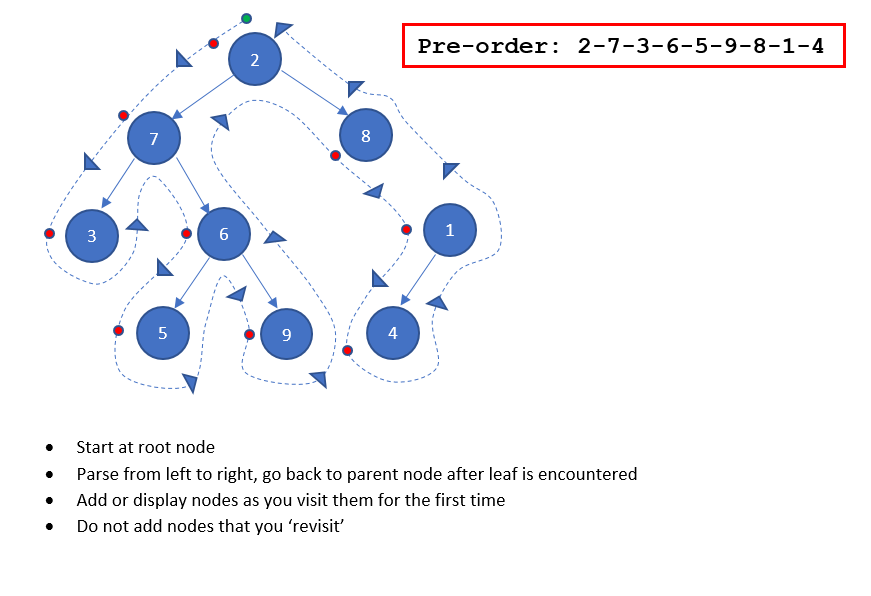 Pre-order: 2-7-3-6-5-9-8-1-4
2
7
8
3
6
1
5
9
4
• Start at root node
• Parse from left to right, go back to parent node after leaf is encountered
• Add or display nodes as you visit them for the first time
• Do not add nodes that you ‘revisit’